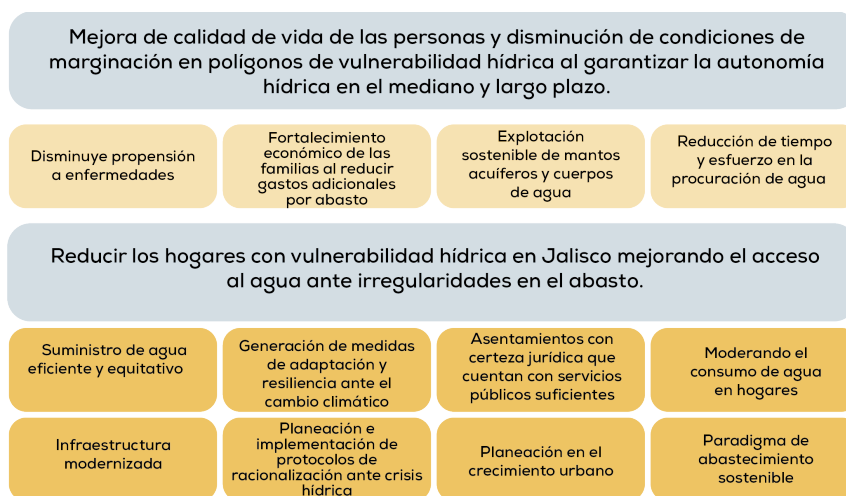 Mejora de calidad de vida de las personas y disminución de condiciones de
marginación en polígonos de vulnerabilidad hídrica al garantizar la autonomía
hídrica en el mediano y largo plazo.
Disminuye propensión
a enfermedades
Fortalecimiento
económico de las
familias al reducir
gastos adicionales
por abasto
Explotación
sostenible de mantos
acuíferos y cuerpos
de agua
Reducción de tiempo
y esfuerzo en la
procuración de agua
Reducir los hogares con vulnerabilidad hídrica en Jalisco mejorando el acceso
al agua ante irregularidades en el abasto.
Suministro de agua
eficiente y equitativo
Generación de medidas
de adaptación y
resiliencia ante el
cambio climático
Asentamientos con
certeza jurídica que
cuentan con servicios
públicos suficientes
Moderando el
consumo de agua
en hogares
Infraestructura
modernizada
Planeación e
implementación de
protocolos de
racionalización ante crisis
hídrica
Planeación en el
crecimiento urbano
Paradigma de
abastecimiento
sostenible